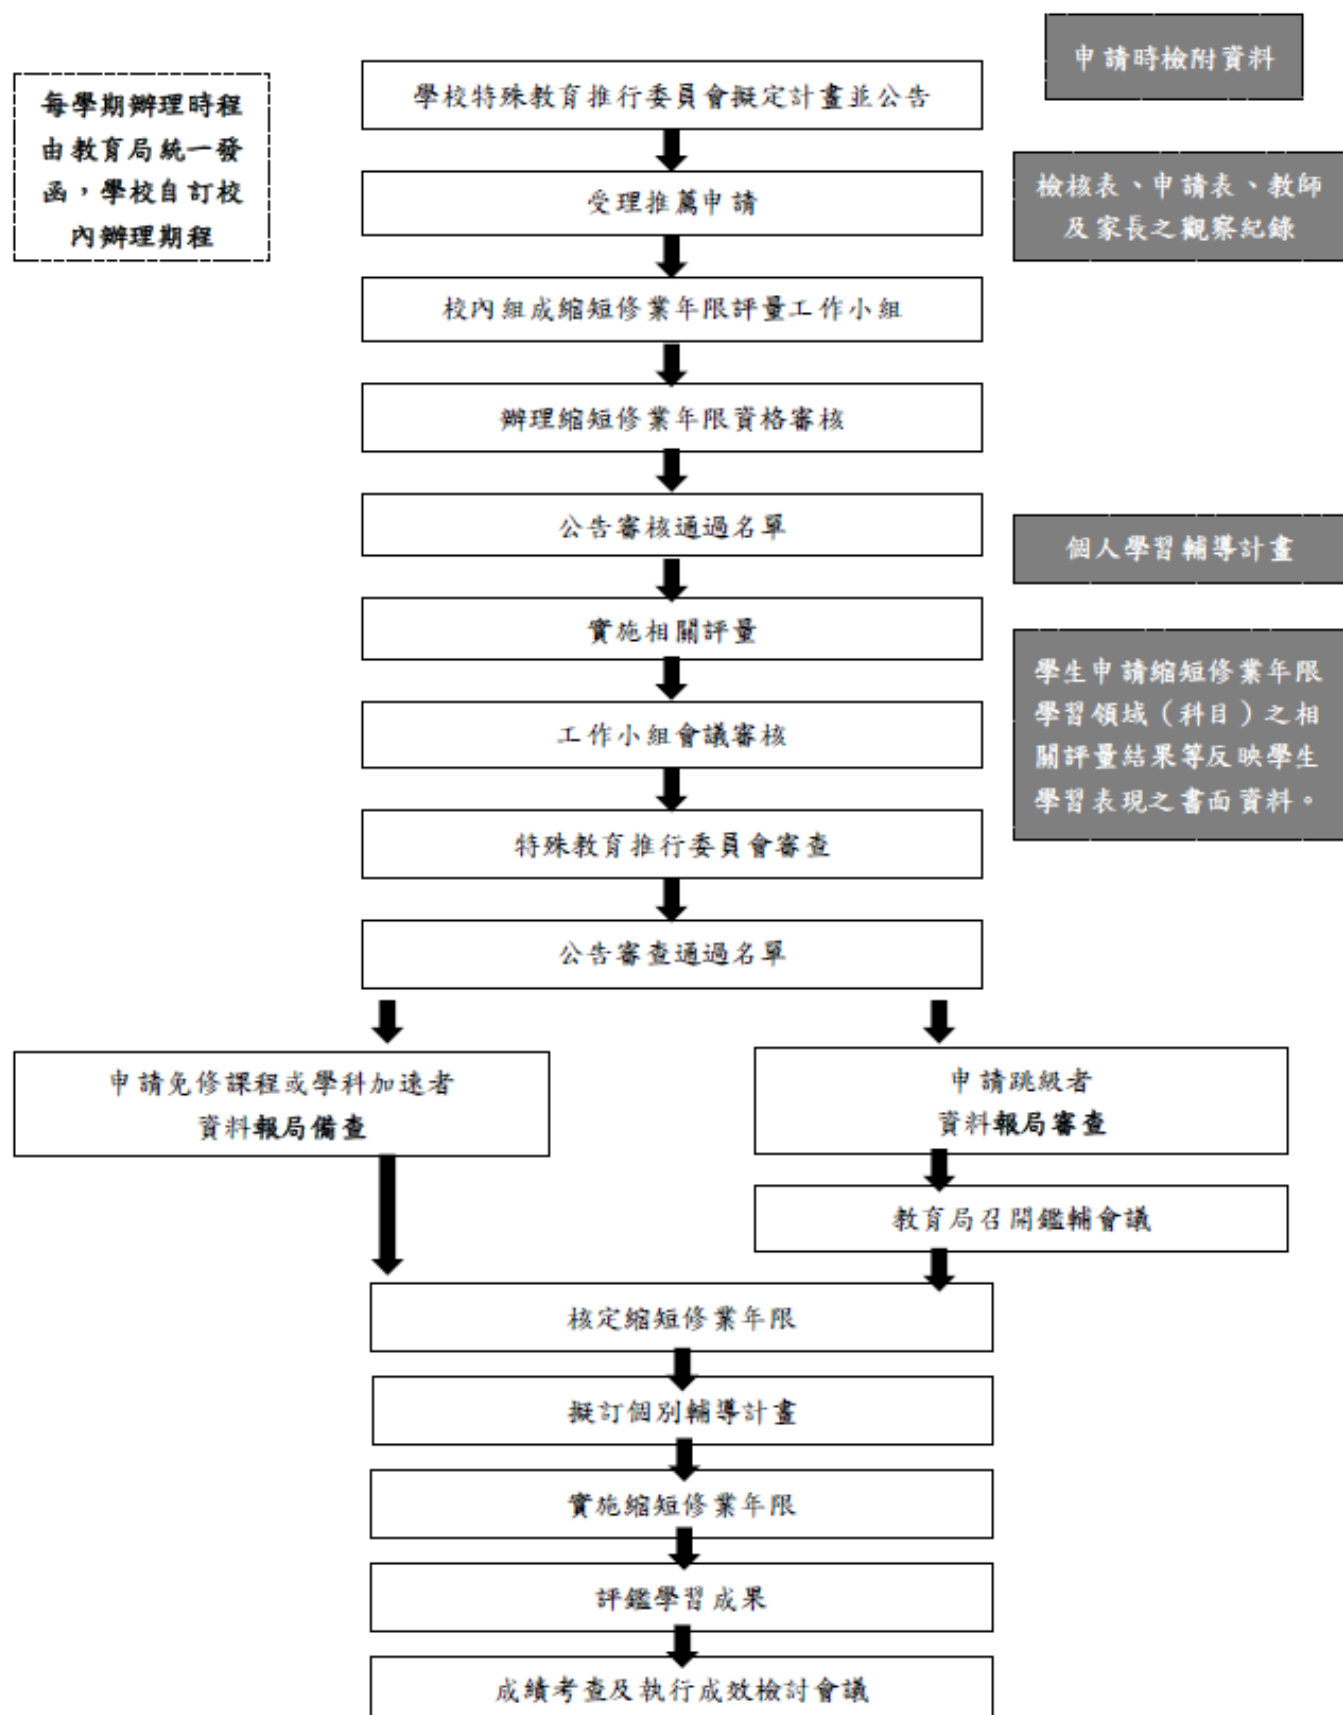 申請時檢附資料
每學期辦理時程
由教育局統一發
函，學校自訂校
內辦理期程
學校特殊教育推行委員會擬定計畫並公告
受理推薦申請
檢核表、申請表、教師
及家長之觀察紀錄
校內組成縮短修業年限評量工作小組
辦理縮短修業年限資格審核
公告審核通過名單
個人學習輔導計畫
實施相關評量
學生申請縮短修業年限
學習領域（科目）之相
關評量結果等反映學生
學習表現之書面資料。
工作小組會議審核
特殊教育推行委員會審查
公告審查通過名單
申請免修課程或學科加速者
資料報局備查
申請跳級者
資料報局審查
教育局召開鑑輔會議
核定縮短修業年限
擬訂個別輔導計畫
實施縮短修業年限
評鑑學習成果
成績考查及執行成效檢討會議